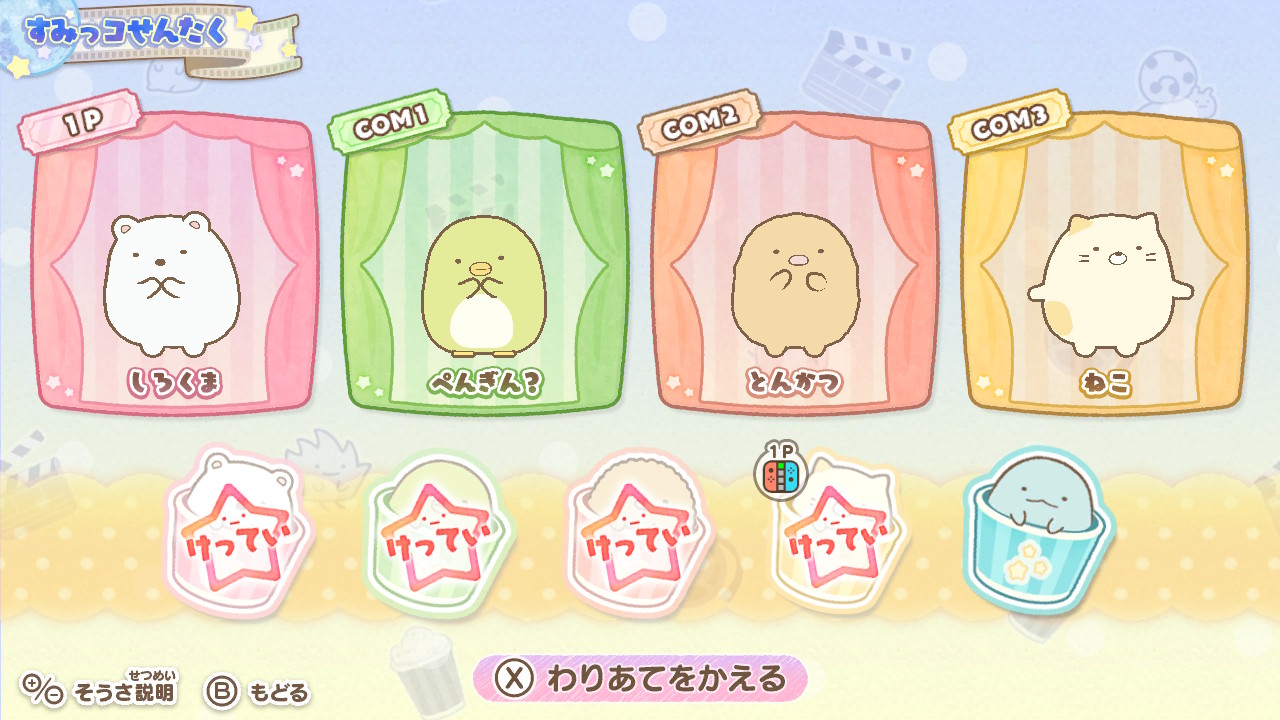 すみっコせんたく
1P
COM1
COM2
COM3
しろくま
ぺんぎん?
とんかつ
ねこ
1P
けってい
けってい
けってい
けってい
せつめい
そうさ説明
B もどる
X わりあてをかえる